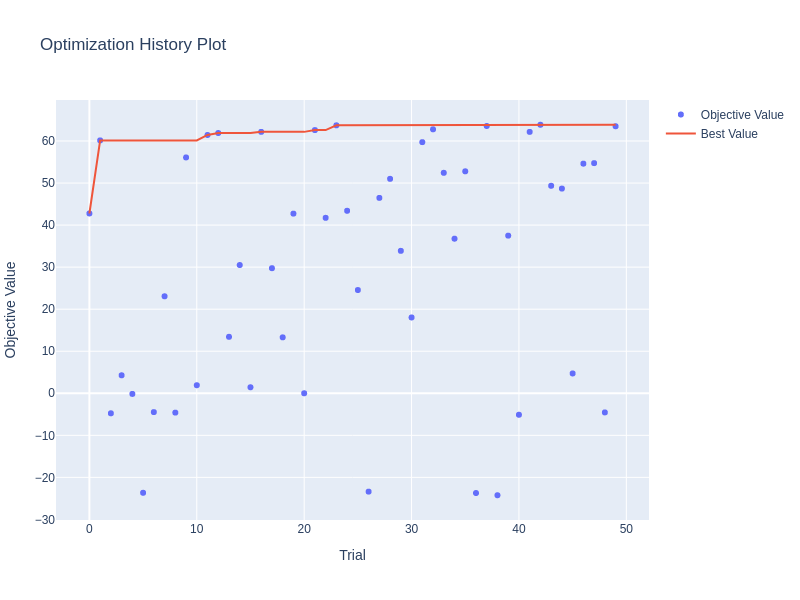 Optimization History Plot
Objective Value
Best Value
60
50
40
30
20
10
0
−10
−20
−30
0 10 20 30 40 50
Trial
Objective Value